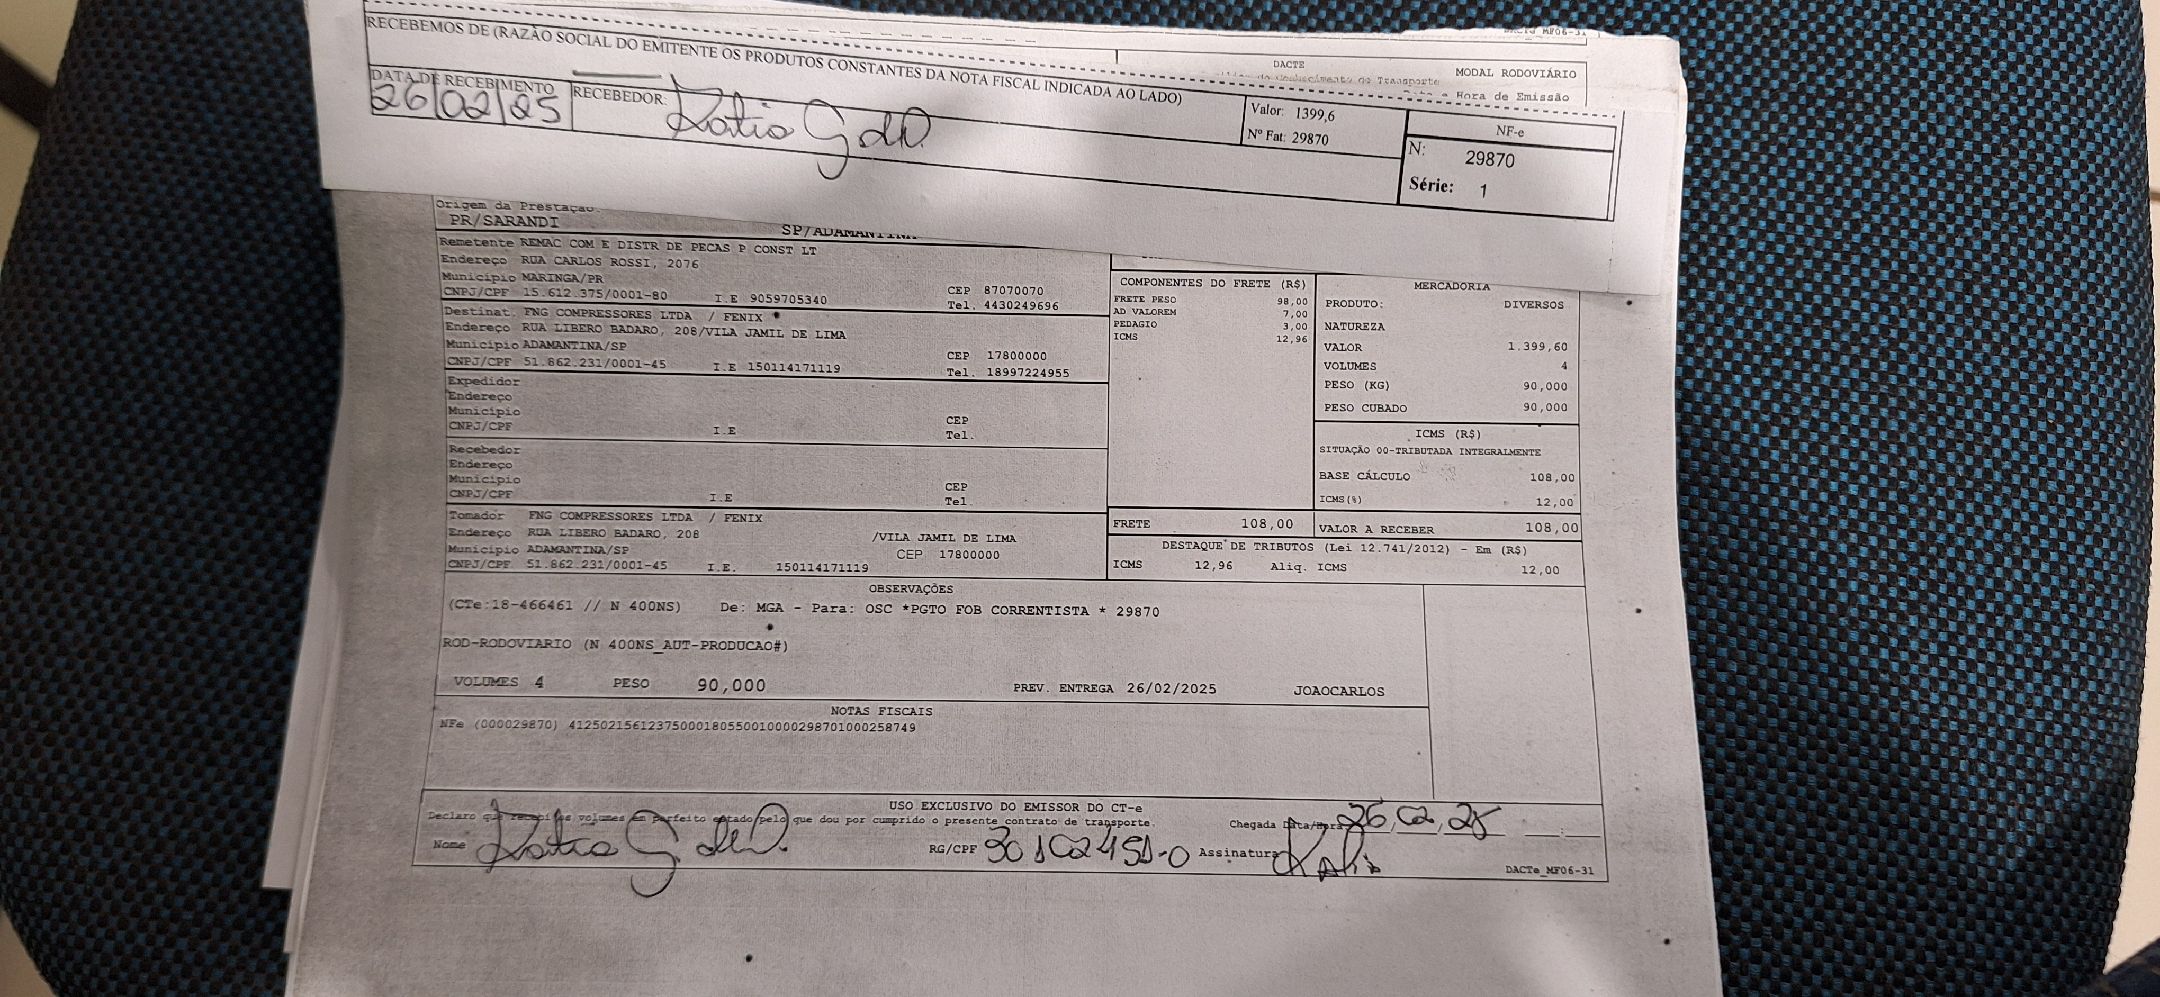 DACTe_MF06-31
RECEBEMOS DE (RAZÃO SOCIAL DO EMITENTE OS PRODUTOS CONSTANTES DA NOTA FISCAL INDICADA AO LADO)
DACTE
MODAL RODOVIÁRIO
Hora de Emissão
DATA DE RECEBIMENTO
26/02/25
RECEBEDOR:
Valor: 1399,6
Nº Fat: 29870
NF-e
N: 29870
Série: 1
Origem da Prestação
PR/SARANDI SP/ADAMANTINA
Remetente REMAC COM E DISTR DE PECAS P CONST LT
Endereço RUA CARLOS ROSSI, 2076
Município MARINGA/PR CEP 87070070
CNPJ/CPF 15.612.375/0001-80 I.E 9059705340 Tel. 4430249696
Destinat. FNG COMPRESSORES LTDA / FENIX
Endereço RUA LIBERO BADARO, 208/VILA JAMIL DE LIMA
Município ADAMANTINA/SP CEP 17800000
CNPJ/CPF 51.862.231/0001-45 I.E 150114171119 Tel. 18997224955
Expedidor
Endereço
Município CEP
CNPJ/CPF I.E Tel.
Recebedor
Endereço
Município CEP
CNPJ/CPF I.E Tel
Tomador FNG COMPRESSORES LTDA / FENIX
Endereço RUA LIBERO BADARO, 208 /VILA JAMIL DE LIMA
Município ADAMANTINA/SP CEP 17800000
CNPJ/CPF 51.862.231/0001-45 I.E. 150114171119
COMPONENTES DO FRETE (R$)
FRETE PESO 98,00
AD VALOREM 7,00
PEDAGIO 3,00
ICMS 12,96
MERCADORIA
PRODUTO: DIVERSOS
NATUREZA
VALOR 1.399,60
VOLUMES 4
PESO (KG) 90,000
PESO CUBADO 90,000
ICMS (R$)
SITUAÇÃO 00-TRIBUTADA INTEGRALMENTE
BASE CÁLCULO 108,00
ICMS(%) 12,00
FRETE 108,00 VALOR A RECEBER 108,00
DESTAQUE DE TRIBUTOS (Lei 12.741/2012) - Em (R$)
ICMS 12,96 Aliq. ICMS 12,00
OBSERVAÇÕES
(CTe:18-466461 // N 400NS) De: MGA - Para: OSC *PGTO FOB CORRENTISTA * 29870
ROD-RODOVIARIO (N 400NS_AUT-PRODUCAO#)
VOLUMES 4 PESO 90,000 PREV. ENTREGA 26/02/2025 JOAOCARLOS
NOTAS FISCAIS
NFe (000029870) 41250215612375000180550010000298701000258749
USO EXCLUSIVO DO EMISSOR DO CT-e
Declaro que recebi os volumes em perfeito estado pelo que dou por cumprido o presente contrato de transporte.
Chegada Data/Hora 26,02,25
Nome
RG/CPF
Assinatura
DACTe_MF06-31